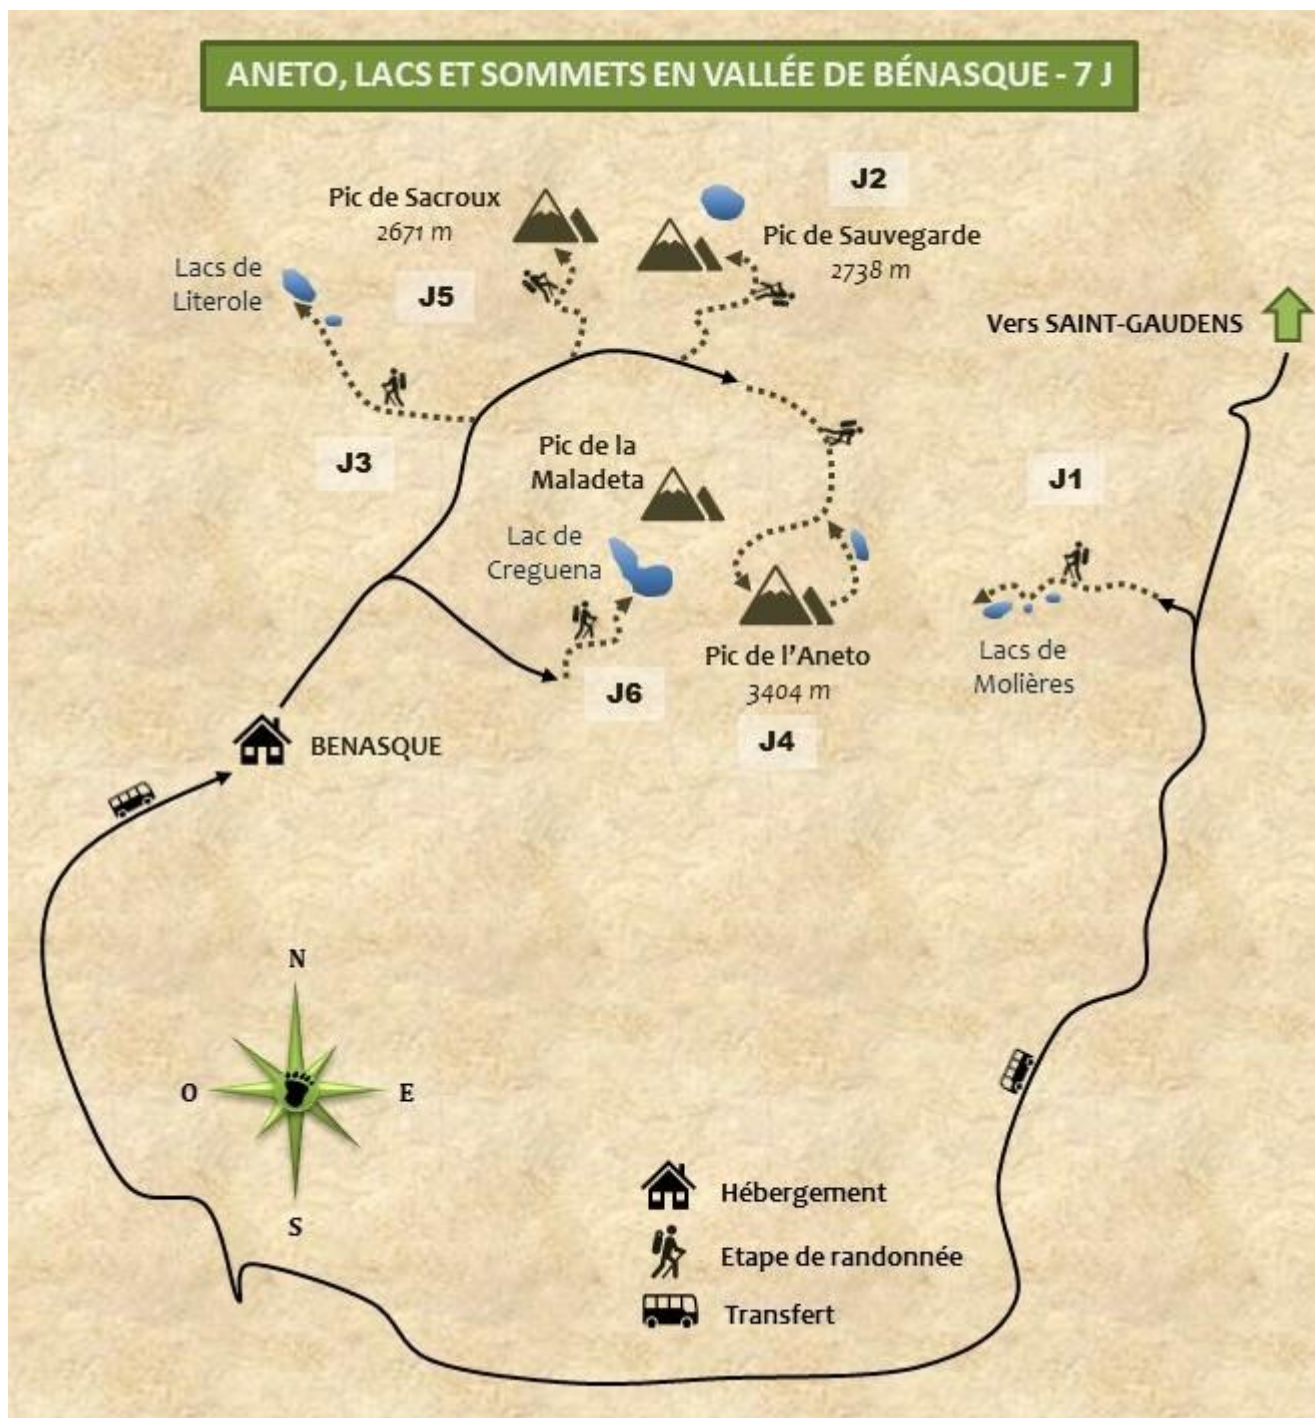 ANETO, LACS ET SOMMETS EN VALLÉE DE BÉNASQUE - 7 J
J2
Pic de Sacroux
2671 m
Pic de Sauvegarde
2738 m
Lacs de
Literole
J5
Vers SAINT-GAUDENS
J3
Pic de la
Maladeta
J1
Lac de
Creguena
Pic de l'Aneto
3404 m
Lacs de
Molières
J6
J4
BENASQUE
N
O
E
S
Hébergement
Etape de randonnée
Transfert